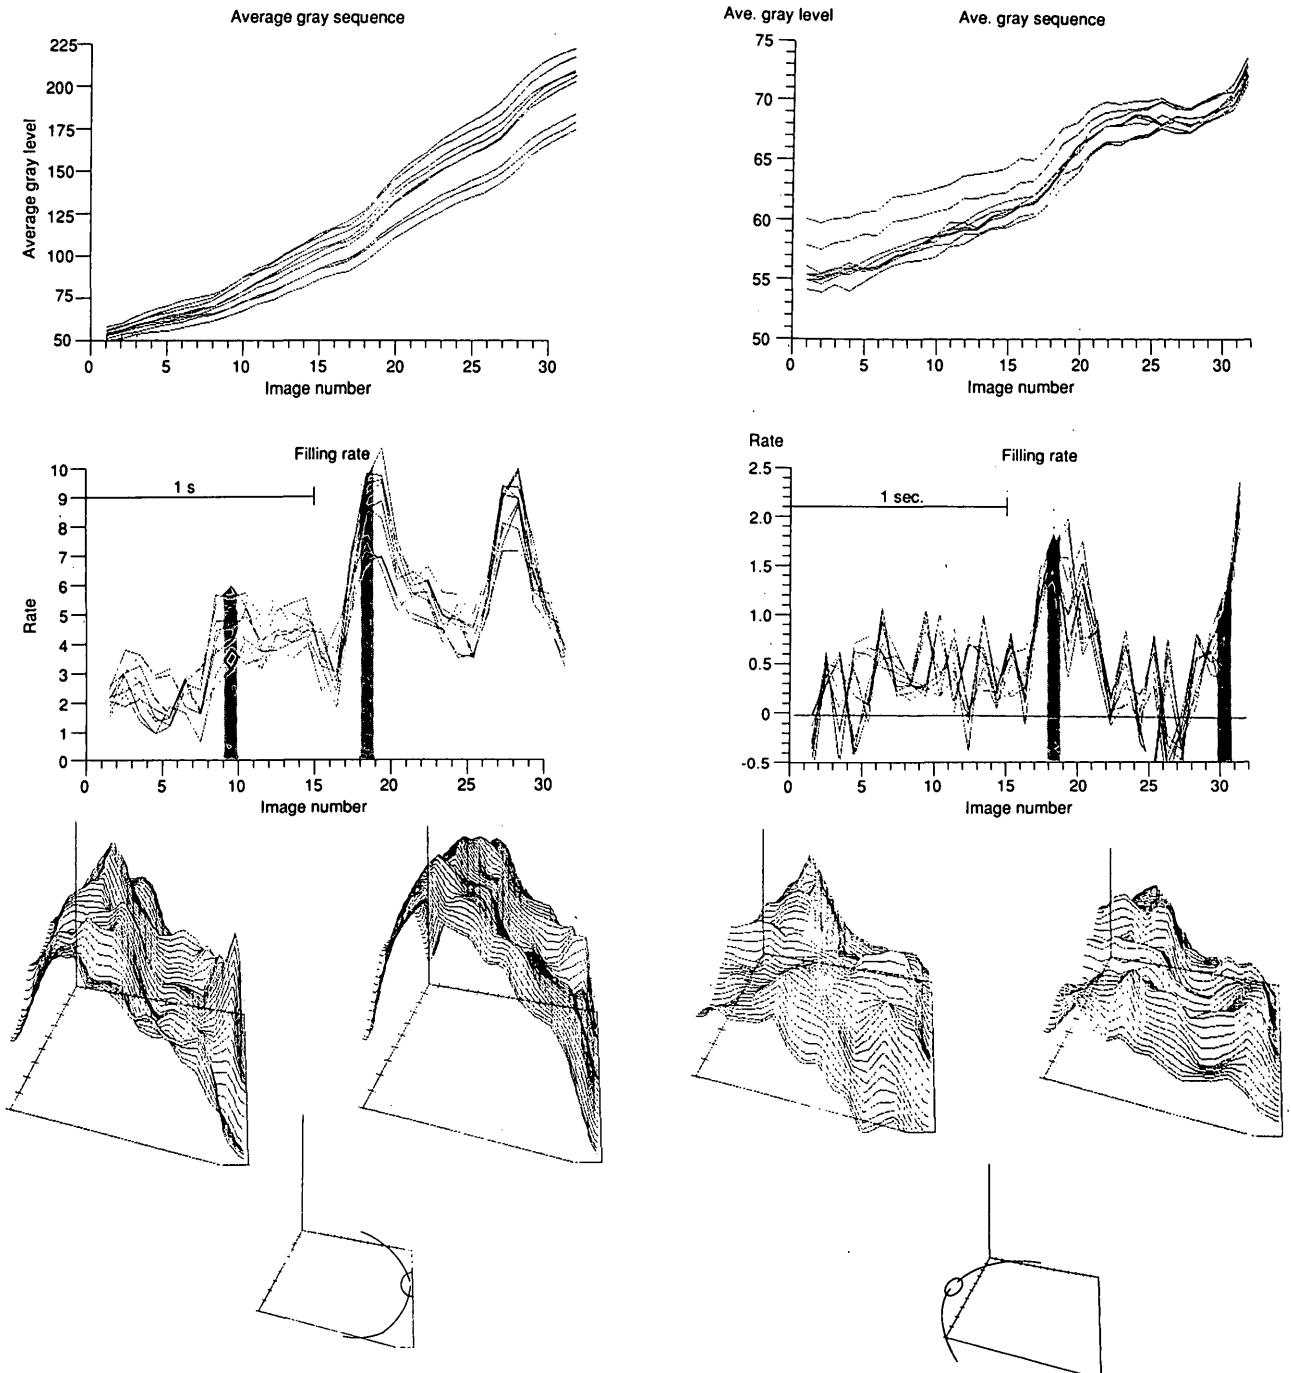 Average gray sequence
225
200
175
150
125
100
75
50
Average gray level
0 5 10 15 20 25 30
Image number
Ave. gray level
Ave. gray sequence
75
70
65
60
55
50
0 5 10 15 20 25 30
Image number
Filling rate
10
9
8
7
6
5
4
3
2
1
0
Rate
1 s
0 5 10 15 20 25 30
Image number
Rate
Filling rate
2.5
2.0
1.5
1.0
0.5
0
-0.5
1 sec.
0 5 10 15 20 25 30
Image number